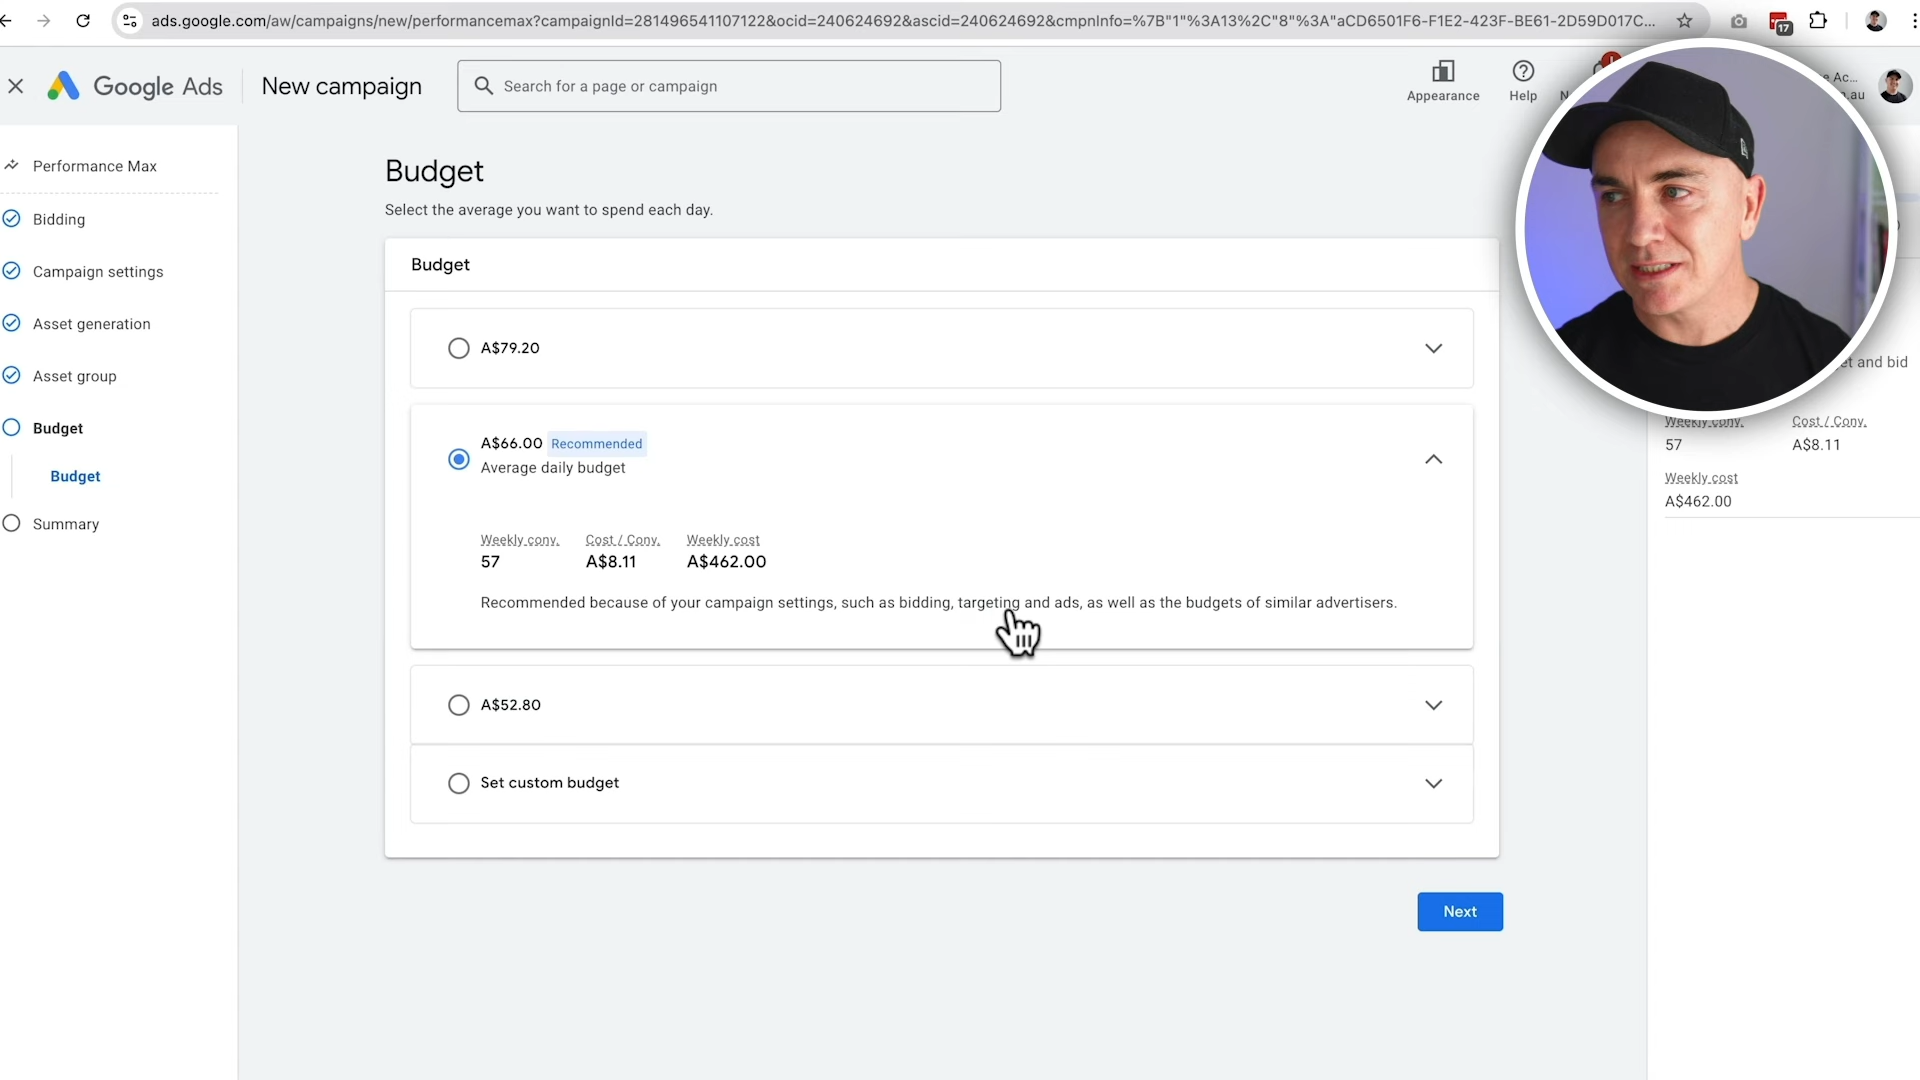 ads.google.com/aw/campaigns/new/performancemax?campaignId=281496541107122&ocid=240624692&ascid=240624692&cmpnInfo=%7B"1"%3A13%2C"8"%3A"aCD6501F6-F1E2-423F-BE61-2D59D017C...
17
Google Ads
New campaign
Search for a page or campaign
Appearance
Help
Performance Max
Bidding
Campaign settings
Asset generation
Asset group
Budget
Budget
Summary
Budget
Select the average you want to spend each day.
Budget
A$79.20
A$66.00 Recommended
Average daily budget
Weekly conv. Cost / Conv. Weekly cost
57 A$8.11 A$462.00
Recommended because of your campaign settings, such as bidding, targeting and ads, as well as the budgets of similar advertisers.
A$52.80
Set custom budget
Next
and bid
Weekly conv. Cost / Conv.
57 A$8.11
Weekly cost
A$462.00